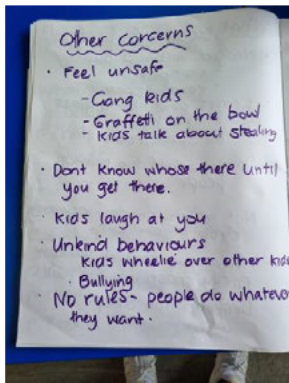 Other concerns
· Feel unsafe
- Gang kids
- Graffetti on the bowl
- Kids talk about stealing
· Dont know whose there until
you get there.
· Kids laugh at you
· Unkind behaviours
Kids wheelie over other kids
· Bullying
· No rules - people do whatever
they want.